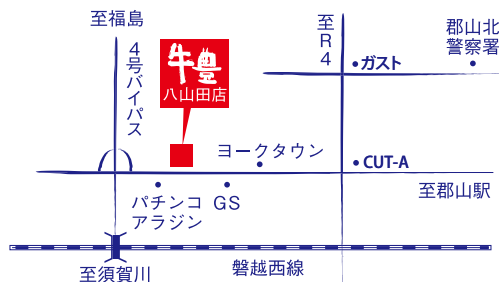 至福島
4号バイパス
牛豊
八山田店
至R4
ガスト
郡山北
警察署
ヨークタウン
CUT-A
パチンコ
アラジン
GS
至郡山駅
至須賀川
磐越西線